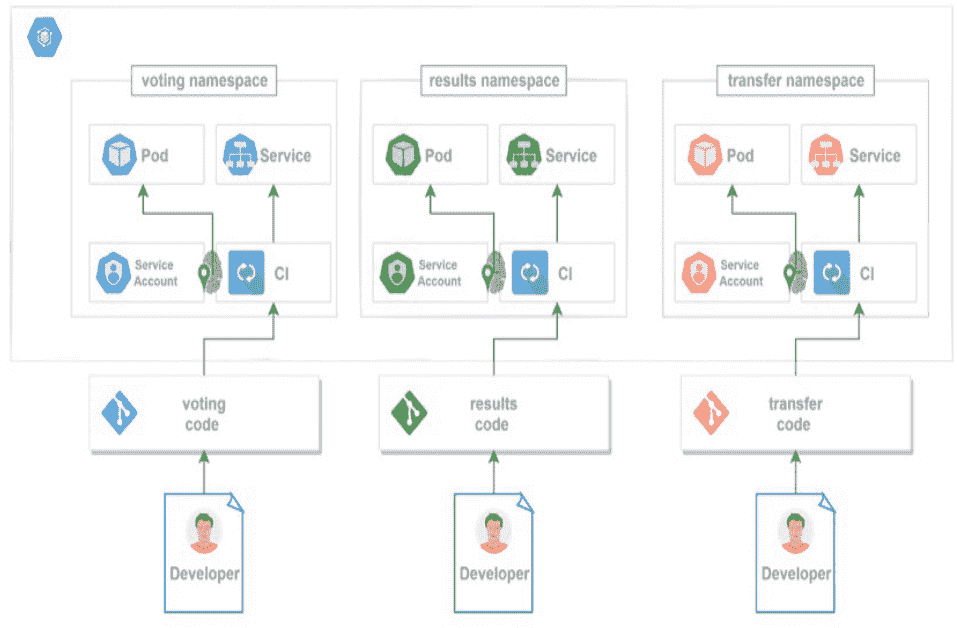 voting namespace
results namespace
transfer namespace
Pod
Service
Pod
Service
Pod
Service
Service
Account
CI
Service
Account
CI
Service
Account
CI
voting
code
results
code
transfer
code
Developer
Developer
Developer